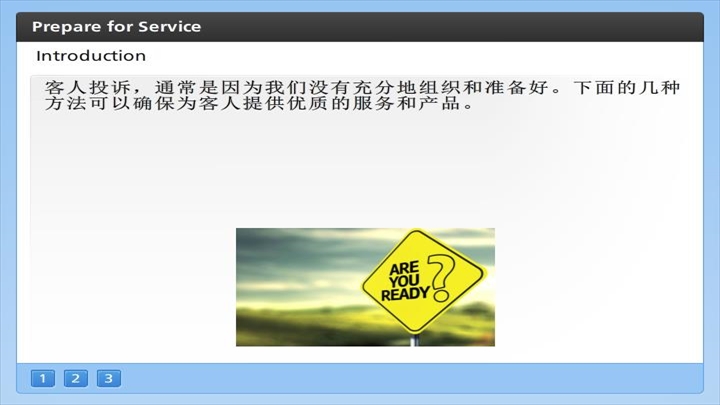 Prepare for Service
Introduction
客人投诉，通常是因为我们没有充分地组织和准备好。下面的几种
方法可以确保为客人提供优质的服务和产品。
ARE
YOU
READY
?
1 2 3